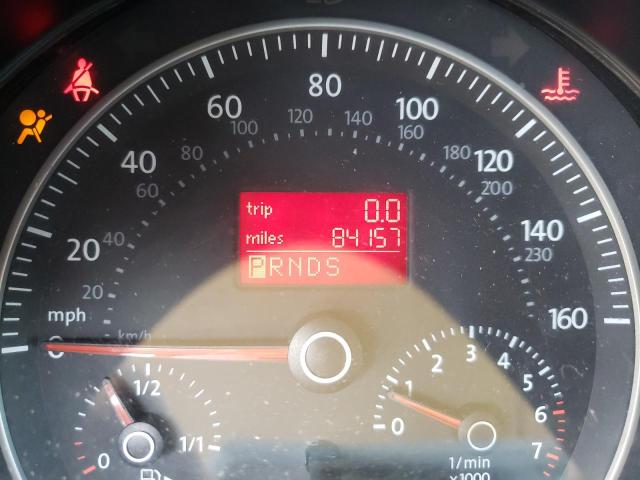 80
60 100
100 120 140 160
40 80 180 120
60 200
trip 0.0
20 40 miles 84157 140
230
PRNDS
20
mph 160
0 km/h
1/2 2 3 4
1 5
0 6
0 1/1 7
1/min
x1000